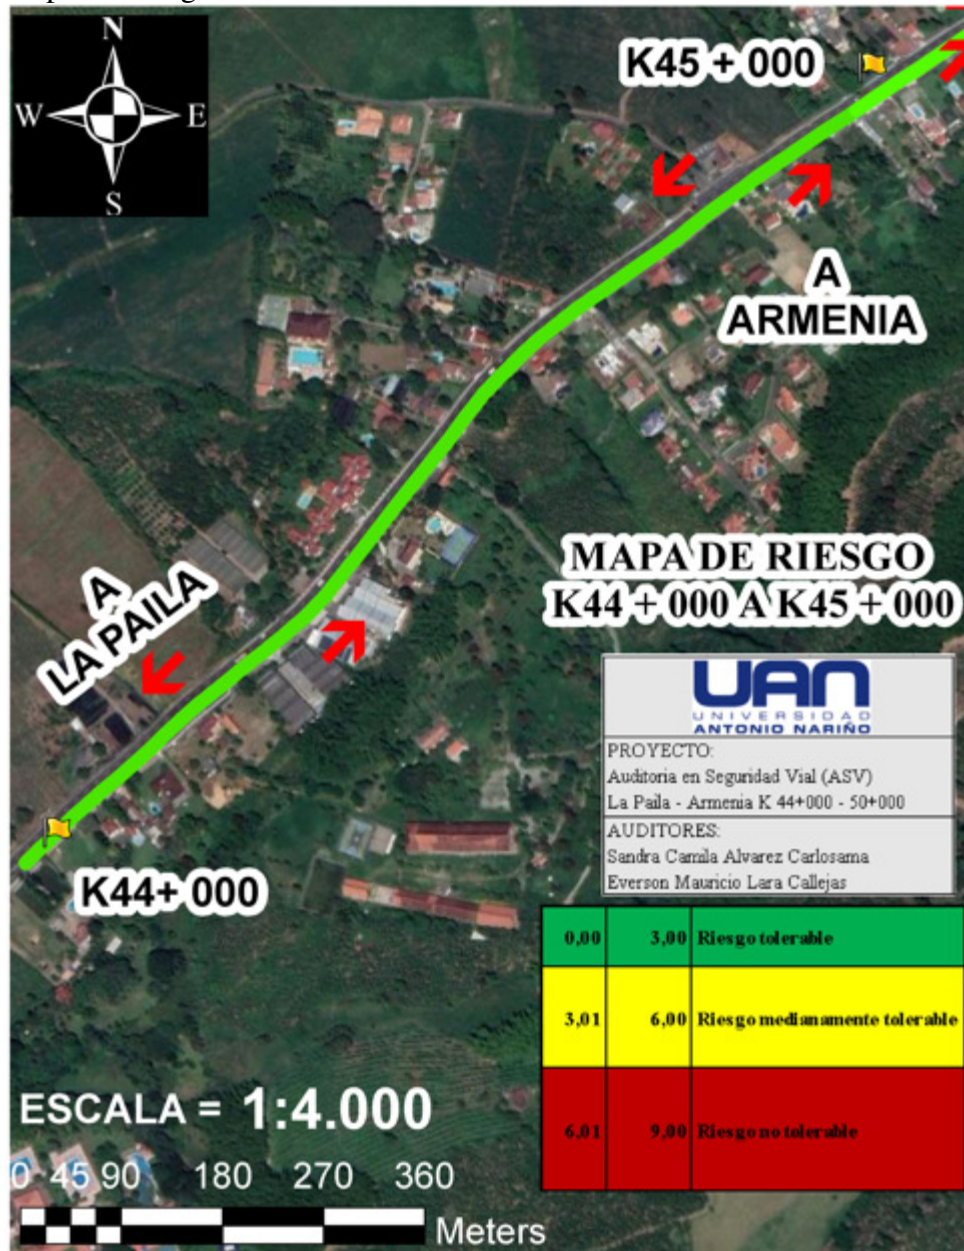 N
W E
S
K45 + 000
A
ARMENIA
A
LA PAILA
MAPA DE RIESGO
K44 + 000 A K45 + 000
UAN
UNIVERSIDAD
ANTONIO NARIÑO
PROYECTO:
Auditoria en Seguridad Vial (ASV)
La Paila - Armenia K 44+000 - 50+000
AUDITORES:
Sandra Camila Alvarez Carlosama
Everson Mauricio Lara Callejas
K44+ 000
0,00 3,00 Riesgo tolerable
3,01 6,00 Riesgo medianamente tolerable
6,01 9,00 Riesgo no tolerable
ESCALA = 1:4.000
0 45 90 180 270 360
Meters